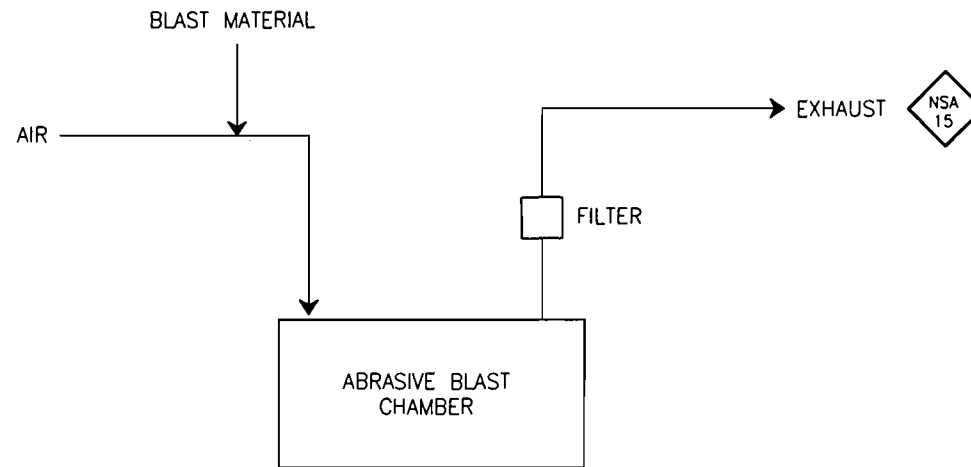 BLAST MATERIAL
AIR
EXHAUST
NSA
15
FILTER
ABRASIVE BLAST
CHAMBER